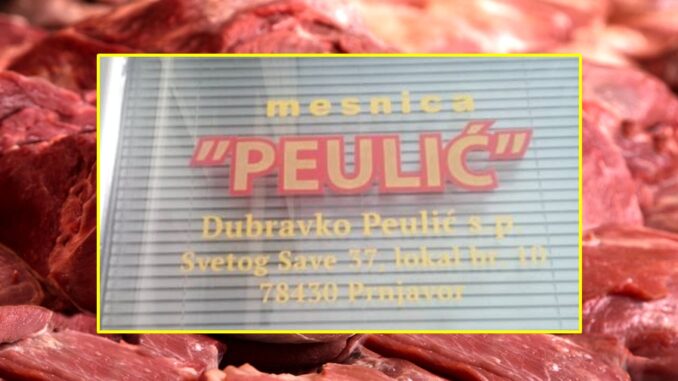 mesnica
"PEULIĆ"
Dubravko Peulić s.p.
Svetog Save 37, lokal br. 10
78430 Prnjavor